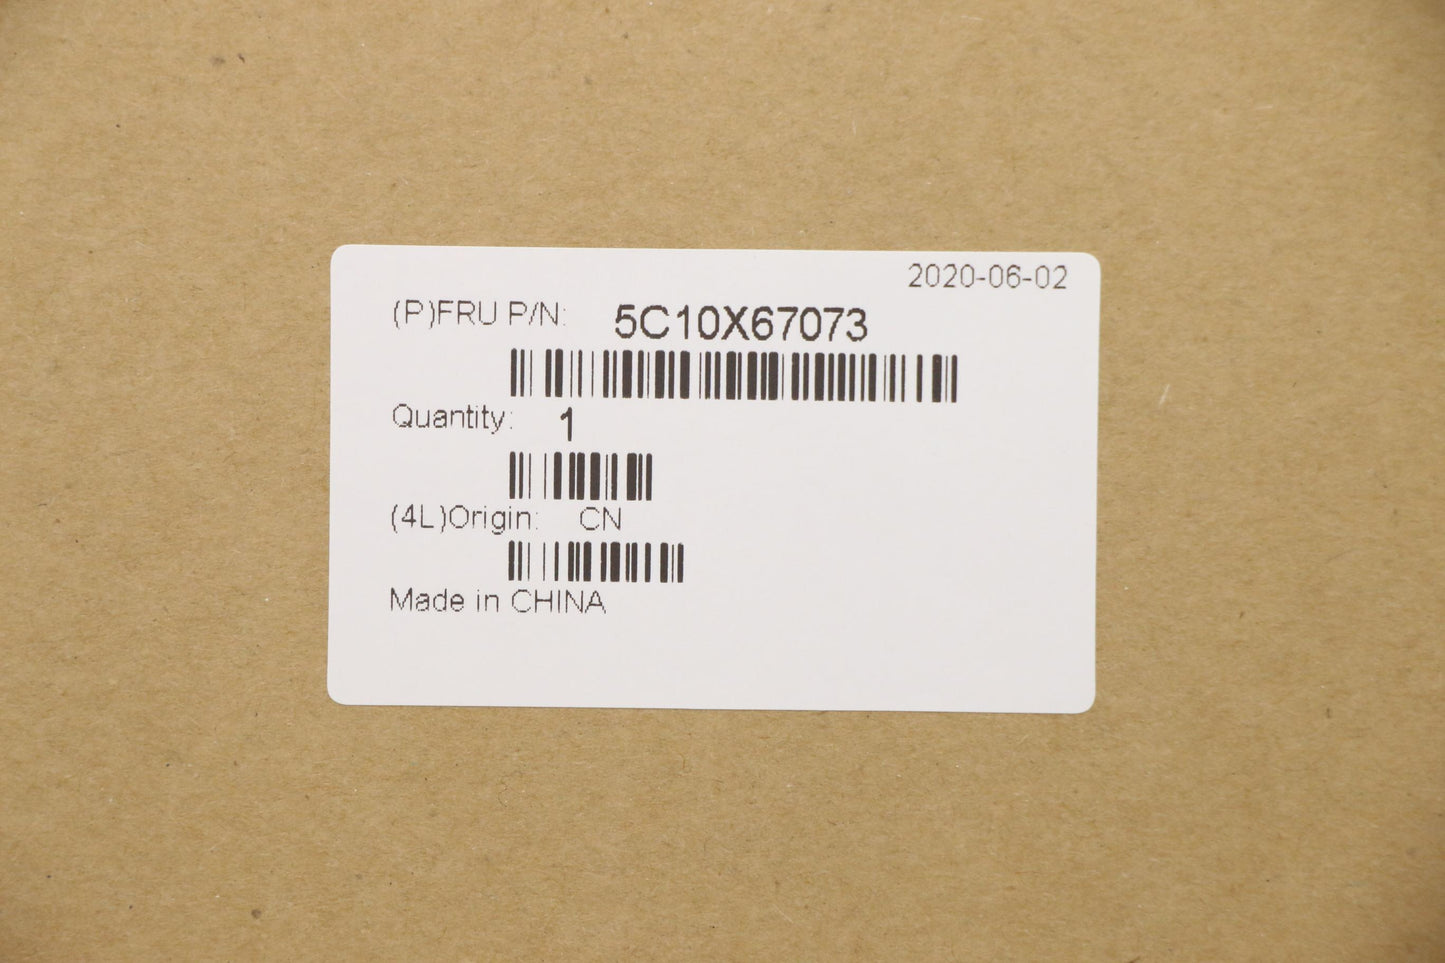 2020-06-02
(P)FRU P/N: 5C10X67073
Quantity: 1
(4L)Origin: CN
Made in CHINA